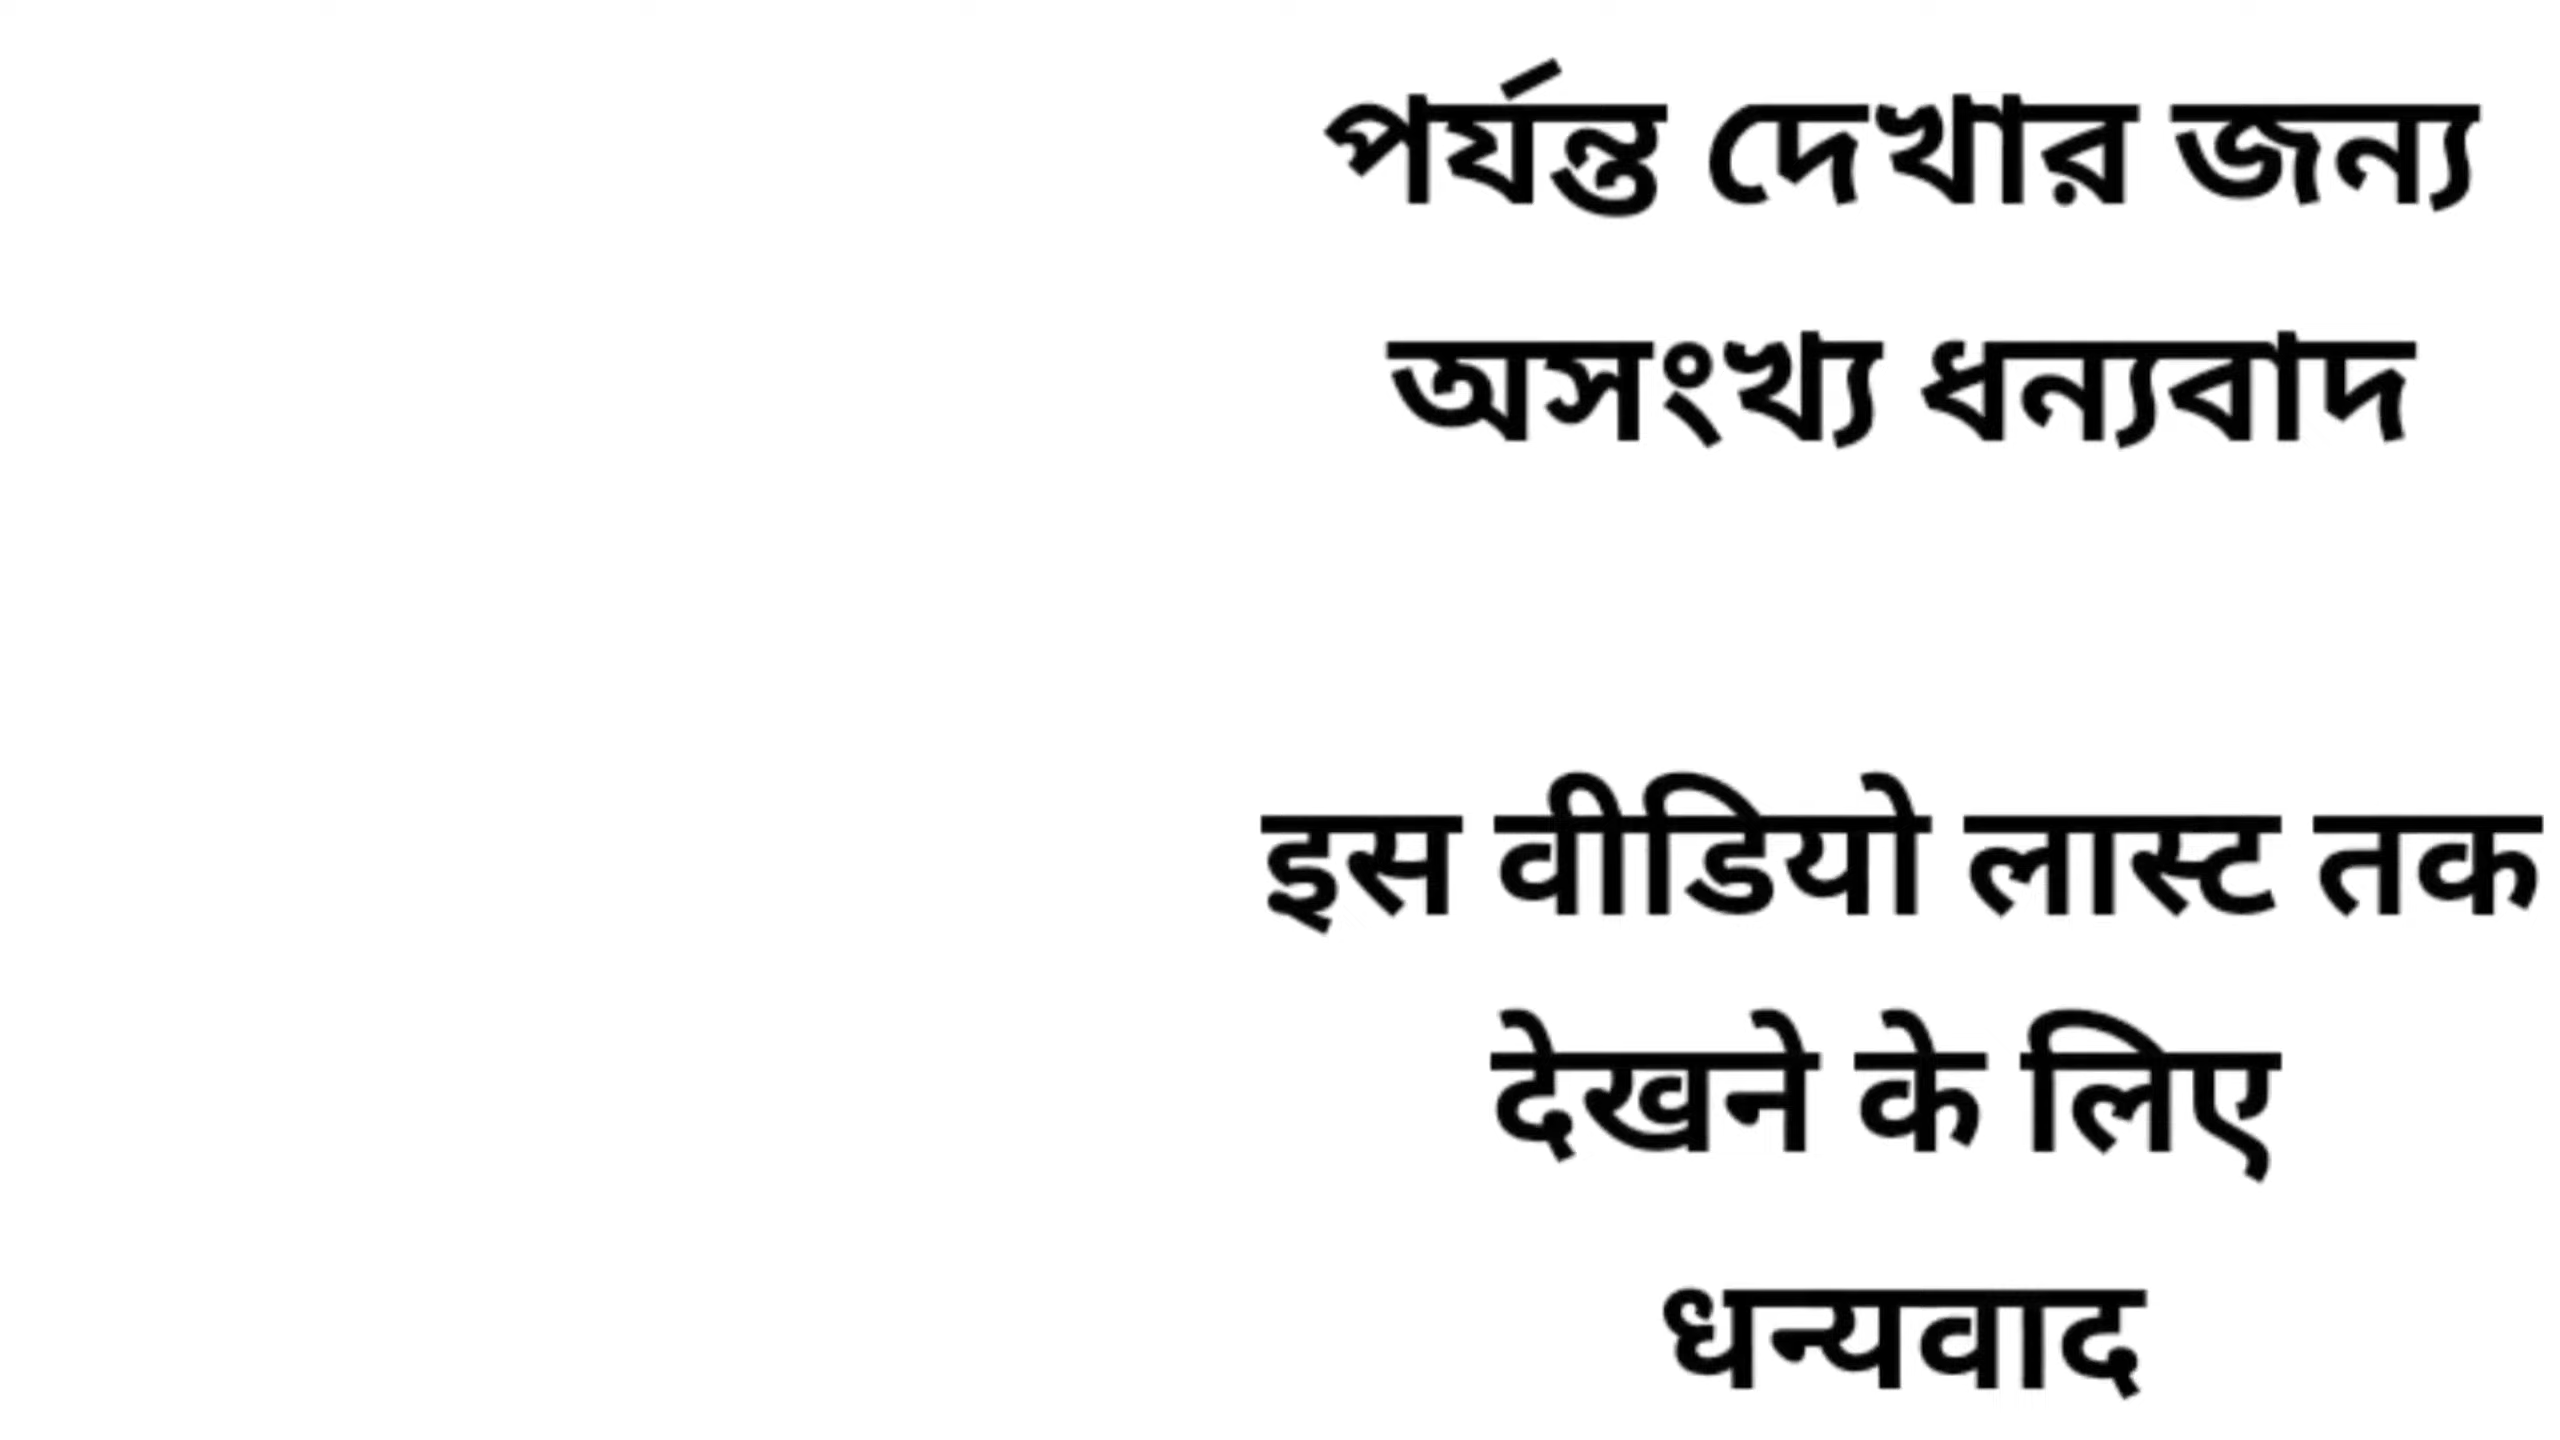 পর্যন্ত দেখার জন্য
অসংখ্য ধন্যবাদ
इस वीडियो लास्ट तक
देखने के लिए
धन्यवाद